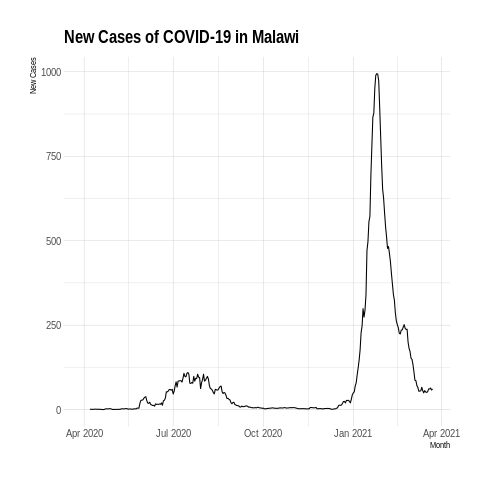 New Cases of COVID-19 in Malawi
New Cases
1000
750
500
250
0
Apr 2020 Jul 2020 Oct 2020 Jan 2021 Apr 2021
Month